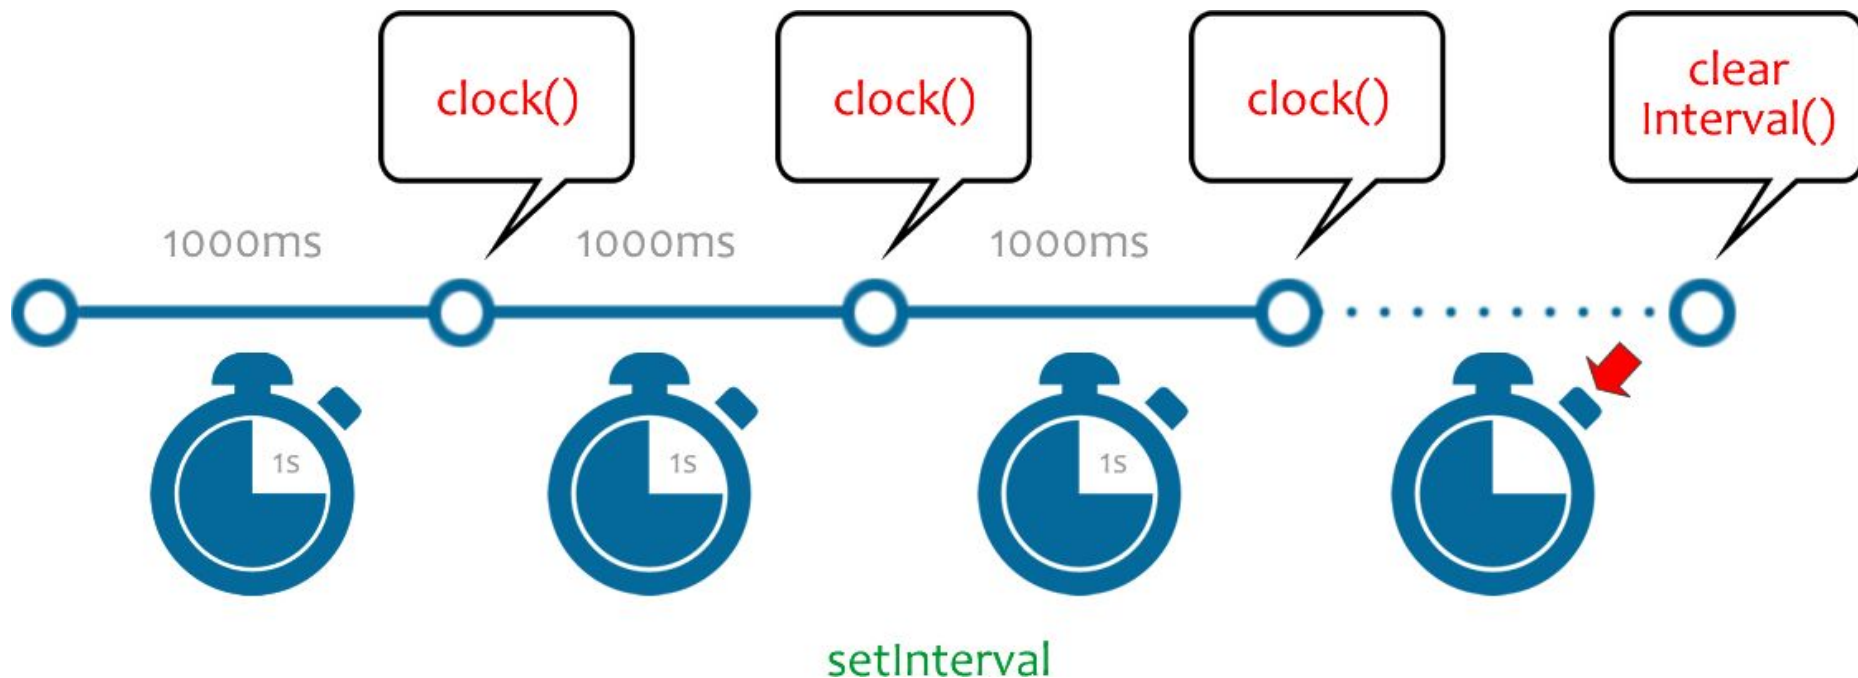 clock()
clock()
clock()
clear
Interval()
1000ms
1000ms
1000ms
1s
1s
1s
setInterval